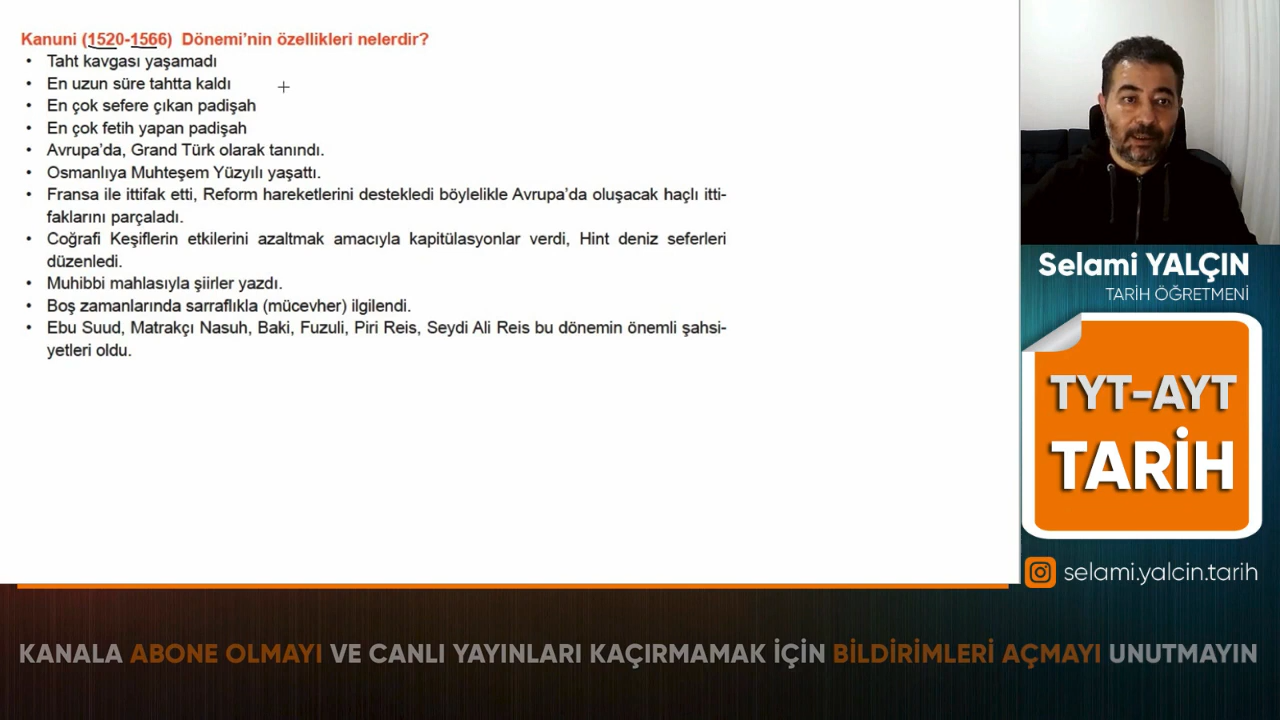 Kanuni (1520-1566) Dönemi'nin özellikleri nelerdir?
• Taht kavgası yaşamadı
• En uzun süre tahtta kaldı
• En çok sefere çıkan padişah
• En çok fetih yapan padişah
• Avrupa'da, Grand Türk olarak tanındı.
• Osmanlıya Muhteşem Yüzyılı yaşattı.
• Fransa ile ittifak etti, Reform hareketlerini destekledi böylelikle Avrupa'da oluşacak haçlı itti-
faklarını parçaladı.
• Coğrafi Keşiflerin etkilerini azaltmak amacıyla kapitülasyonlar verdi, Hint deniz seferleri
düzenledi.
• Muhibbi mahlasıyla şiirler yazdı.
• Boş zamanlarında sarraflıkla (mücevher) ilgilendi.
• Ebu Suud, Matrakçı Nasuh, Baki, Fuzuli, Piri Reis, Seydi Ali Reis bu dönemin önemli şahsi-
yetleri oldu.
Selami YALÇIN
TARİH ÖĞRETMENİ
TYT-AYT
TARİH
selami.yalcin.tarih
KANALA ABONE OLMAYI VE CANLI YAYINLARI KAÇIRMAMAK İÇİN BİLDİRİMLERİ AÇMAYI UNUTMAYIN